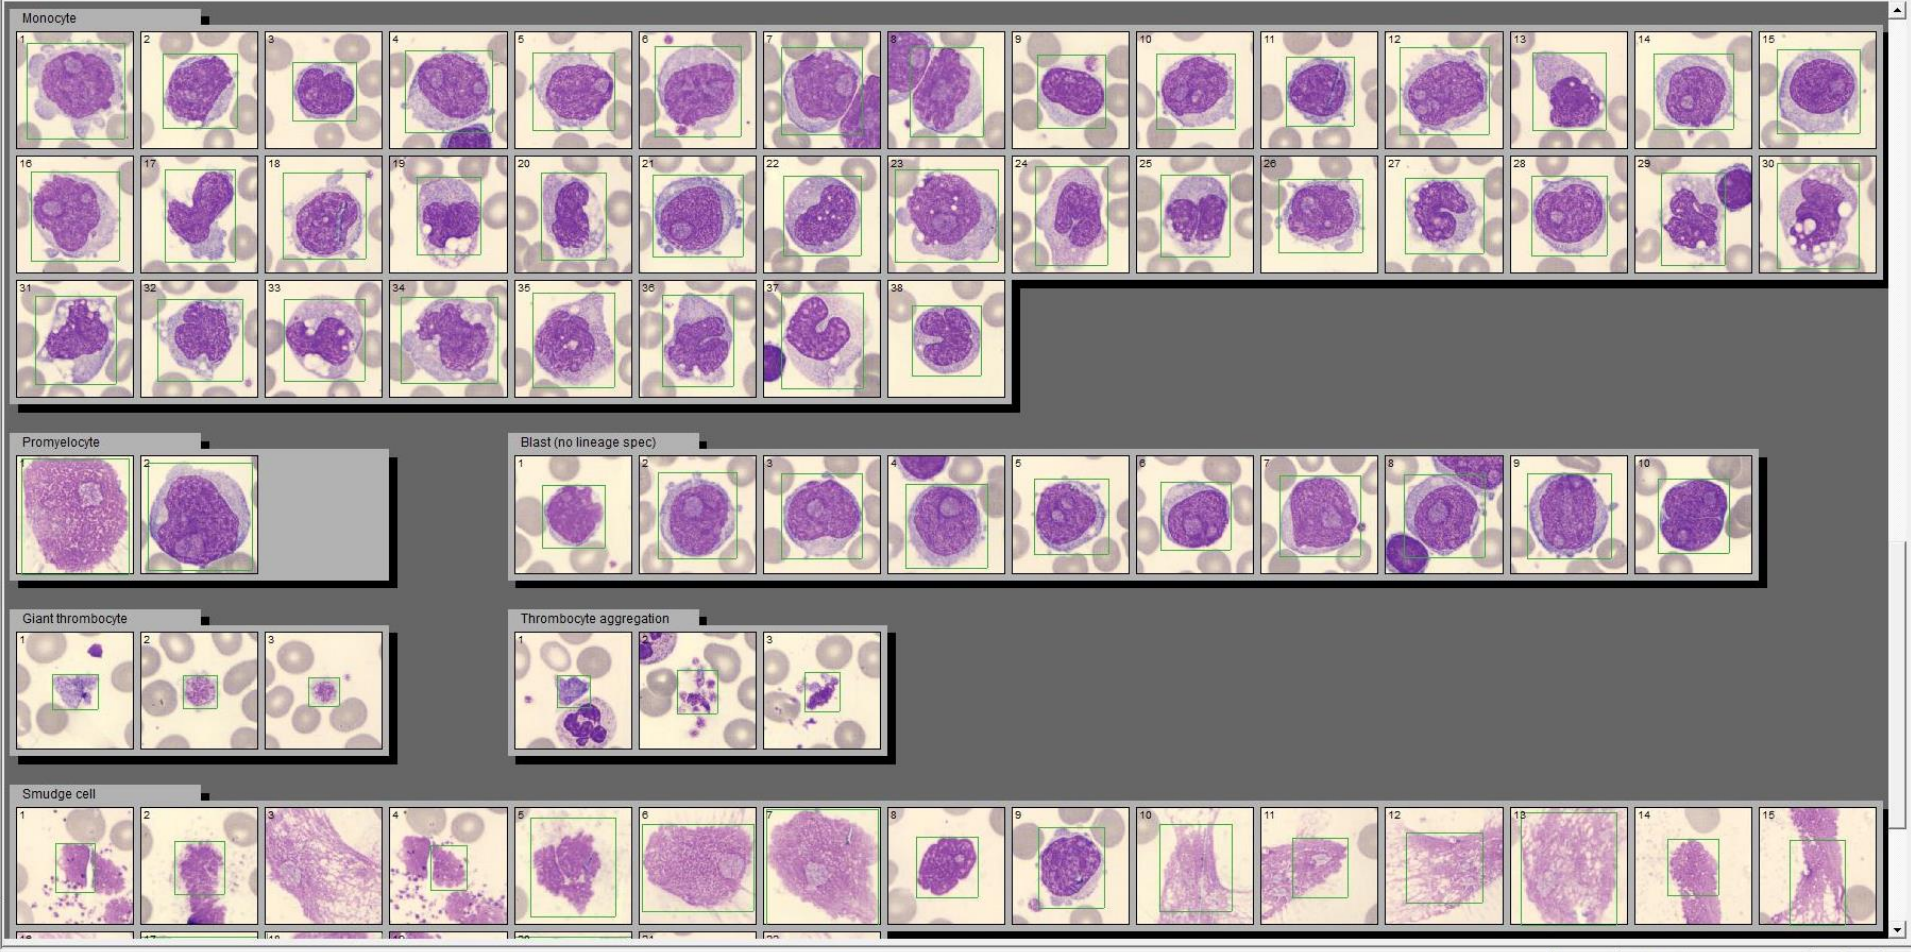 Monocyte
1 2 3 4 5 6 7 8 9 10 11 12 13 14 15
16 17 18 19 20 21 22 23 24 25 26 27 28 29 30
31 32 33 34 35 36 37 38
Promyelocyte
1 2
Blast (no lineage spec)
1 2 3 4 5 6 7 8 9 10
Giant thrombocyte
1 2 3
Thrombocyte aggregation
1 2 3
Smudge cell
1 2 3 4 5 6 7 8 9 10 11 12 13 14 15